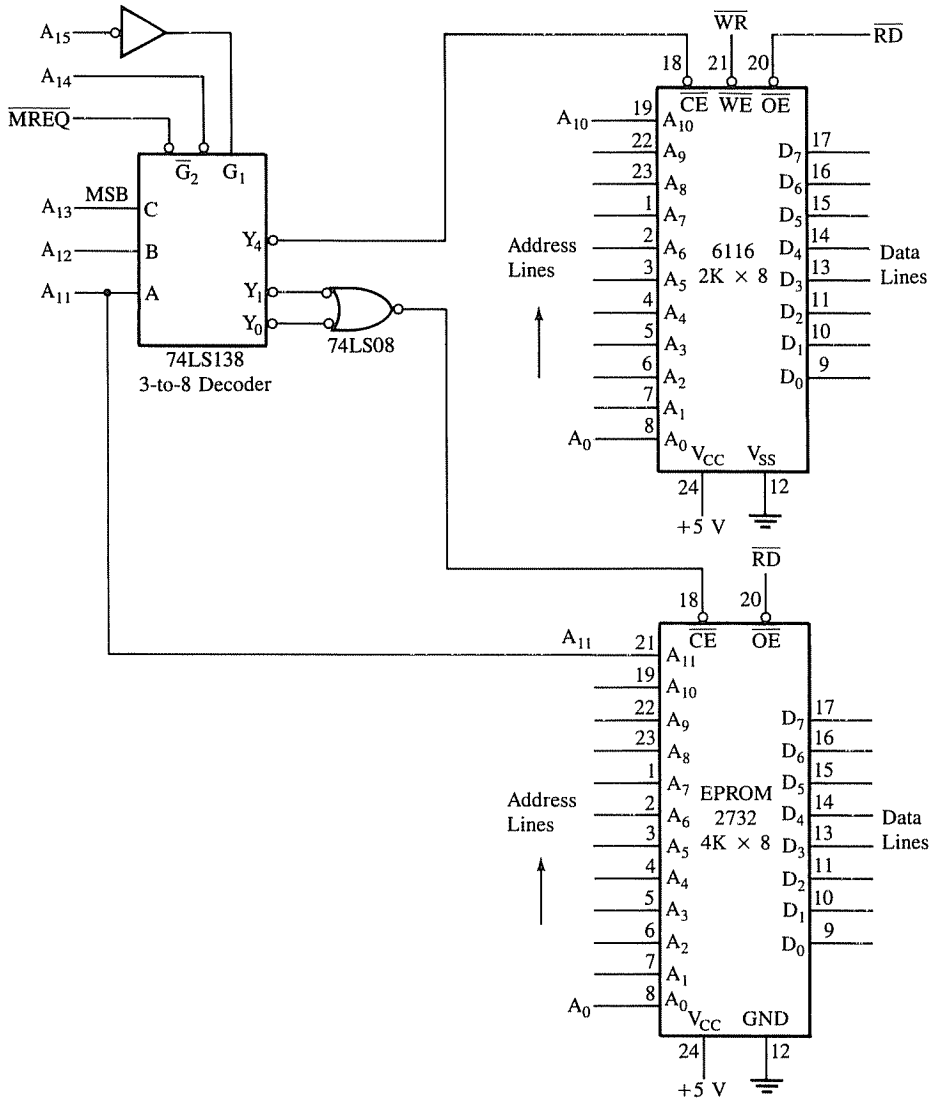 A15
A14
MREQ
G2 G1
MSB
A13 C
A12 B
A11 A
Y4
Y1
Y0
74LS08
74LS138
3-to-8 Decoder
WR
RD
18 21 20
CE WE OE
A10 19 A10
22 A9
23 A8
1 A7
2 A6
3 A5
4 A4
5 A3
6 A2
7 A1
A0 8 A0
Address
Lines
6116
2K × 8
D7 17
D6 16
D5 15
D4 14
D3 13
D2 11
D1 10
D0 9
Data
Lines
VCC VSS
24 12
+5 V
RD
18 20
CE OE
A11 21 A11
19 A10
22 A9
23 A8
1 A7
2 A6
3 A5
4 A4
5 A3
6 A2
7 A1
A0 8 A0
Address
Lines
EPROM
2732
4K × 8
D7 17
D6 16
D5 15
D4 14
D3 13
D2 11
D1 10
D0 9
Data
Lines
VCC GND
24 12
+5 V